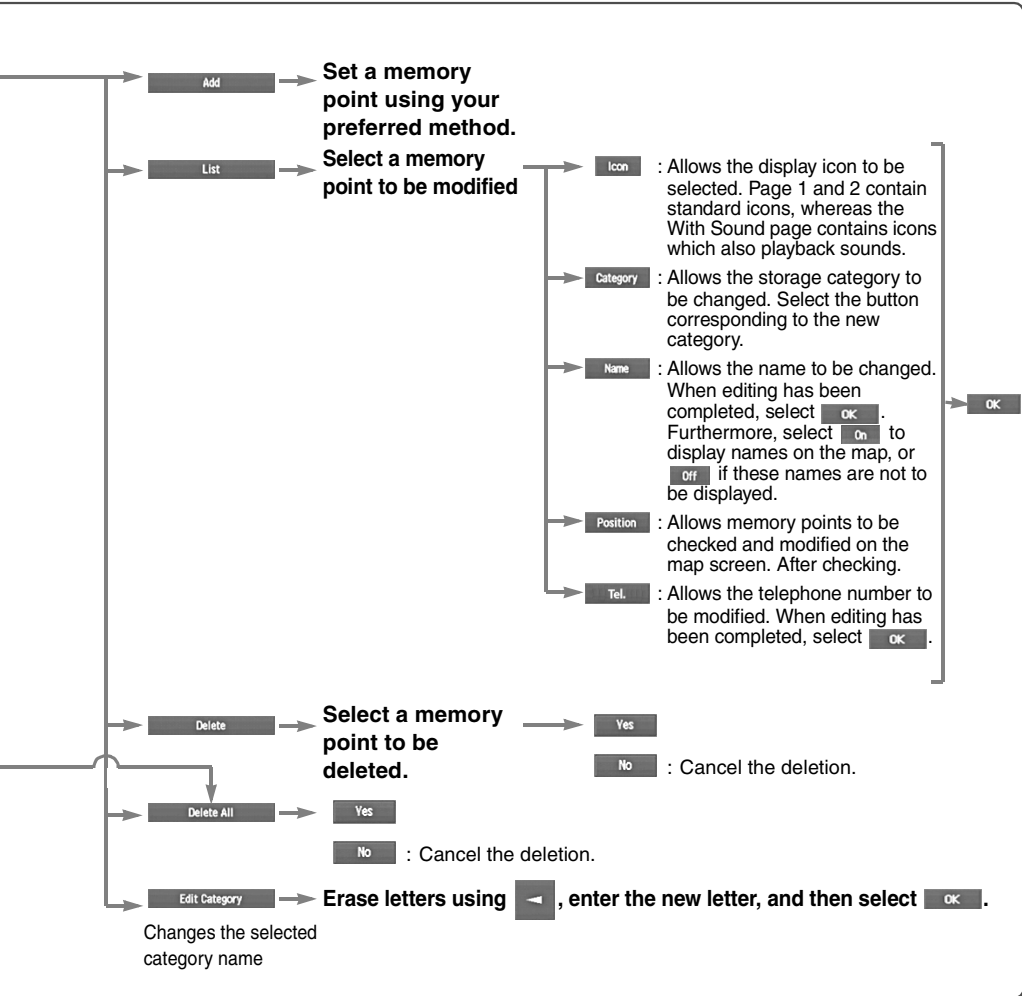 Add
Set a memory
point using your
preferred method.
List
Select a memory
point to be modified
Icon : Allows the display icon to be
selected. Page 1 and 2 contain
standard icons, whereas the
With Sound page contains icons
which also playback sounds.
Category : Allows the storage category to
be changed. Select the button
corresponding to the new
category.
Name : Allows the name to be changed.
When editing has been
completed, select OK .
Furthermore, select On to
display names on the map, or
Off if these names are not to
be displayed.
OK
Position : Allows memory points to be
checked and modified on the
map screen. After checking.
Tel. : Allows the telephone number to
be modified. When editing has
been completed, select OK .
Delete
Select a memory
point to be
deleted.
Yes
No : Cancel the deletion.
Delete All
Yes
No : Cancel the deletion.
Edit Category
Erase letters using ◄ , enter the new letter, and then select OK .
Changes the selected
category name